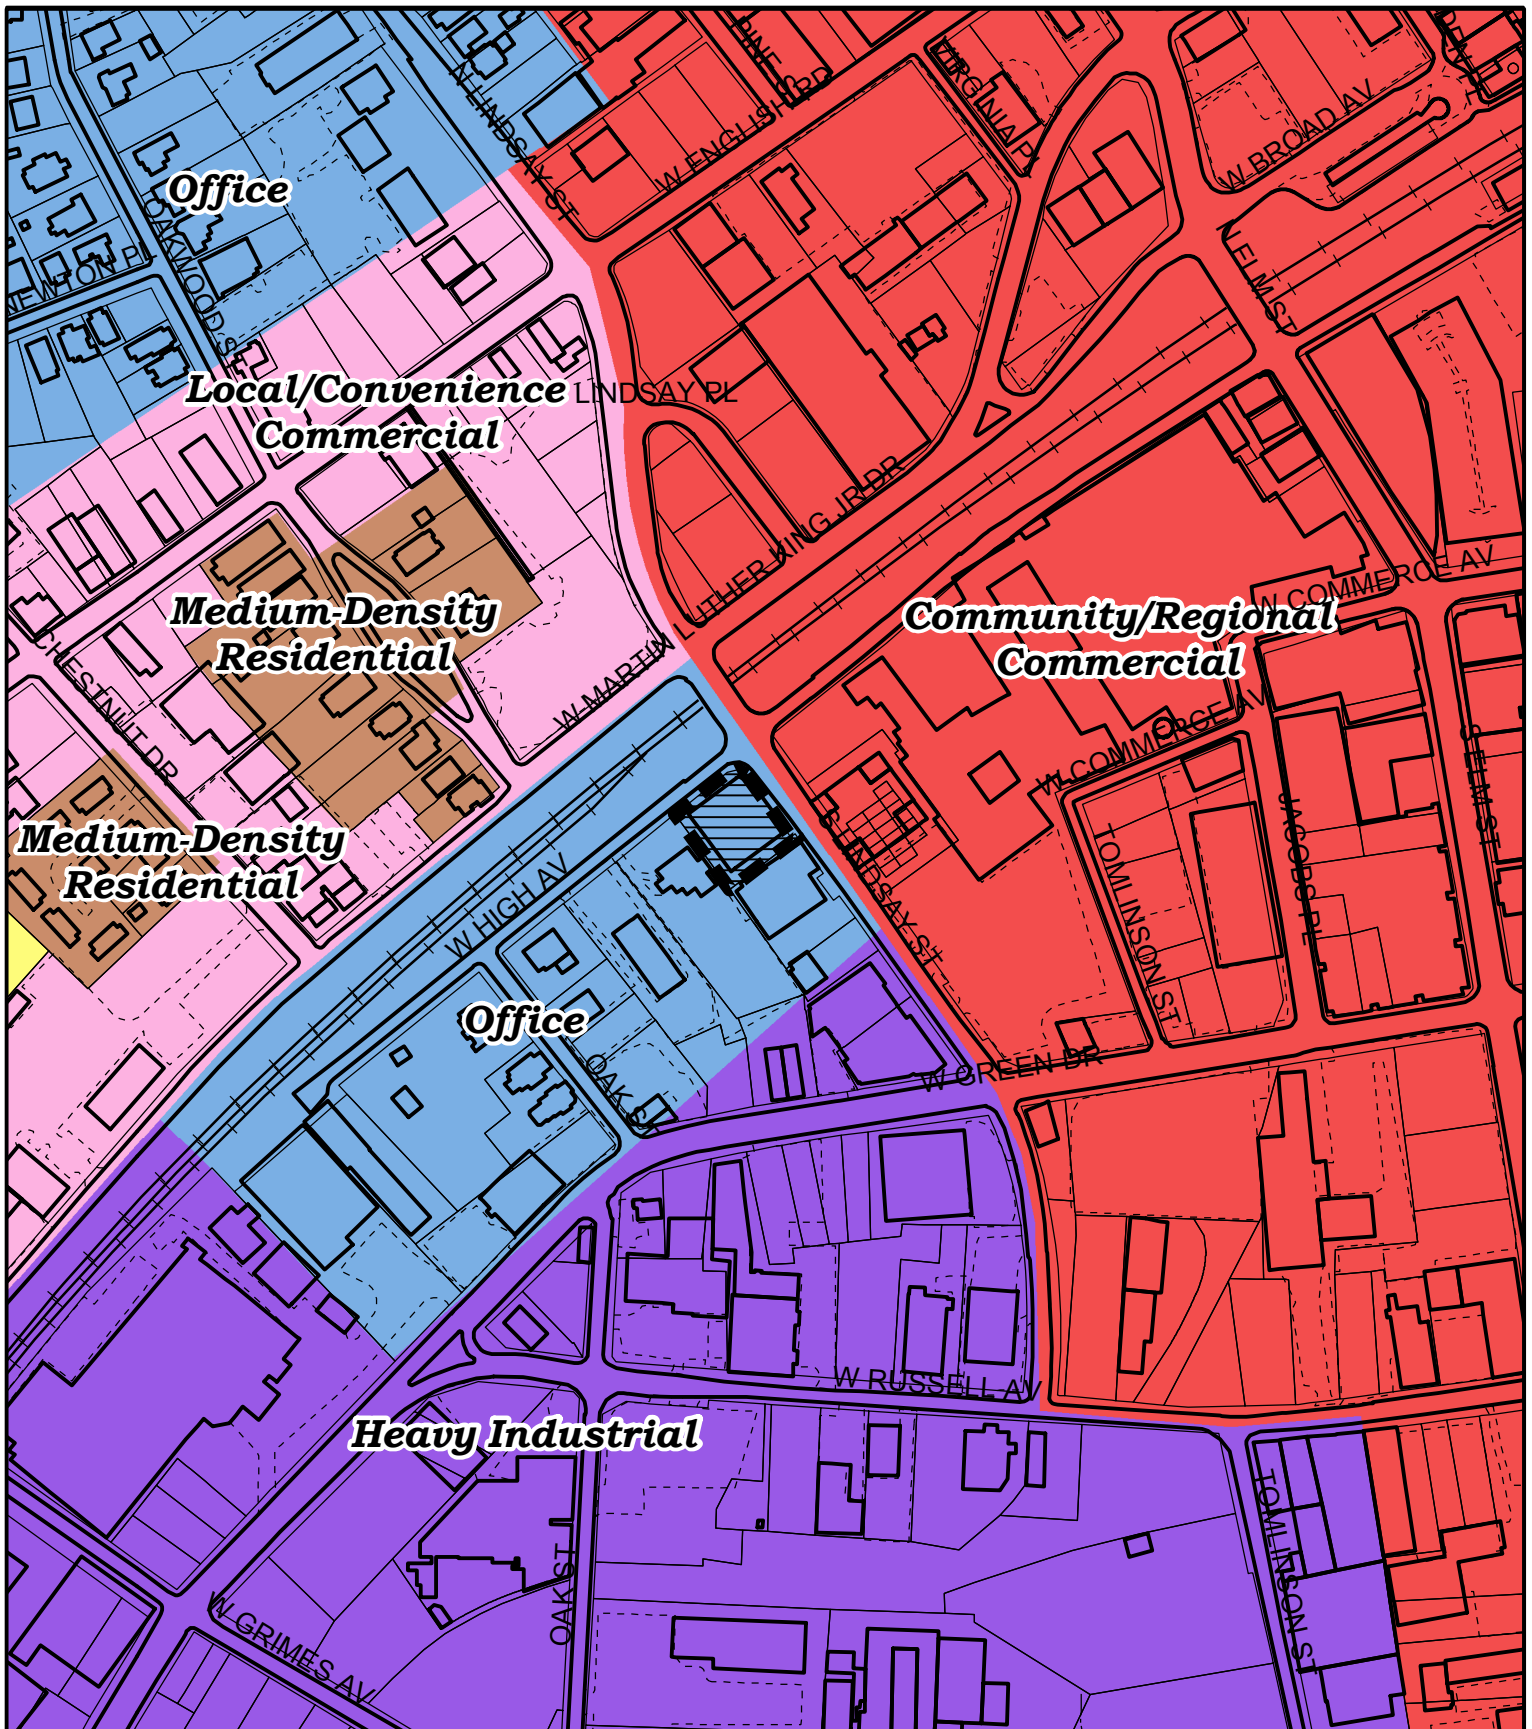 PINE
S
VIRGINIA PL
N LINDSAY ST
W ENGLISH RD
W BROAD AV
Office
OAKWOOD ST
NEWTON PL
N ELM ST
Local/Convenience
Commercial
LINDSAY PL
W MARTIN LUTHER KING JR DR
W COMMERCE AV
Medium-Density
Residential
Community/Regional
Commercial
CHESTNUT DR
W COMMERCE AV
S ELM ST
Medium-Density
Residential
S LINDSAY ST
JACOBS PL
TOMLINSON ST
W HIGH AV
Office
OAK ST
W GREEN DR
W RUSSELL AV
Heavy Industrial
TOMLINSON ST
OAK ST
W GRIMES AV